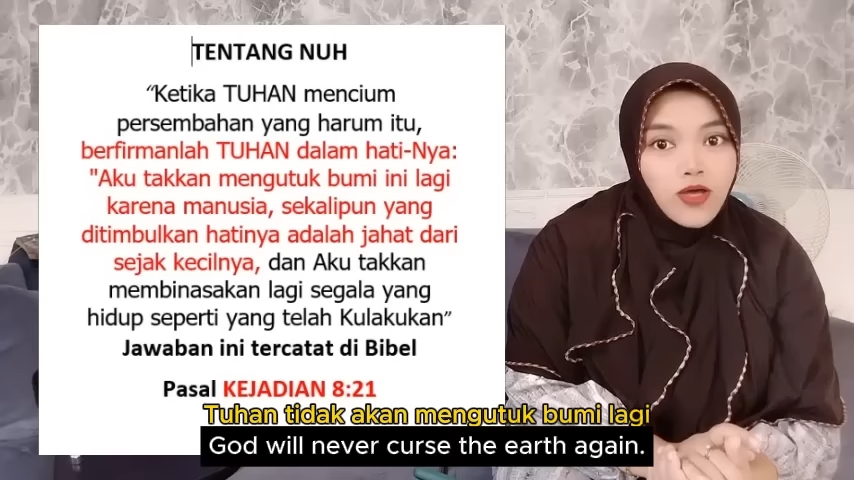 TENTANG NUH
“Ketika TUHAN mencium
persembahan yang harum itu,
berfirmanlah TUHAN dalam hati-Nya:
"Aku takkan mengutuk bumi ini lagi
karena manusia, sekalipun yang
ditimbulkan hatinya adalah jahat dari
sejak kecilnya, dan Aku takkan
membinasakan lagi segala yang
hidup seperti yang telah Kulakukan”
Jawaban ini tercatat di Bibel
Pasal KEJADIAN 8:21
Tuhan tidak akan mengutuk bumi lagi
God will never curse the earth again.